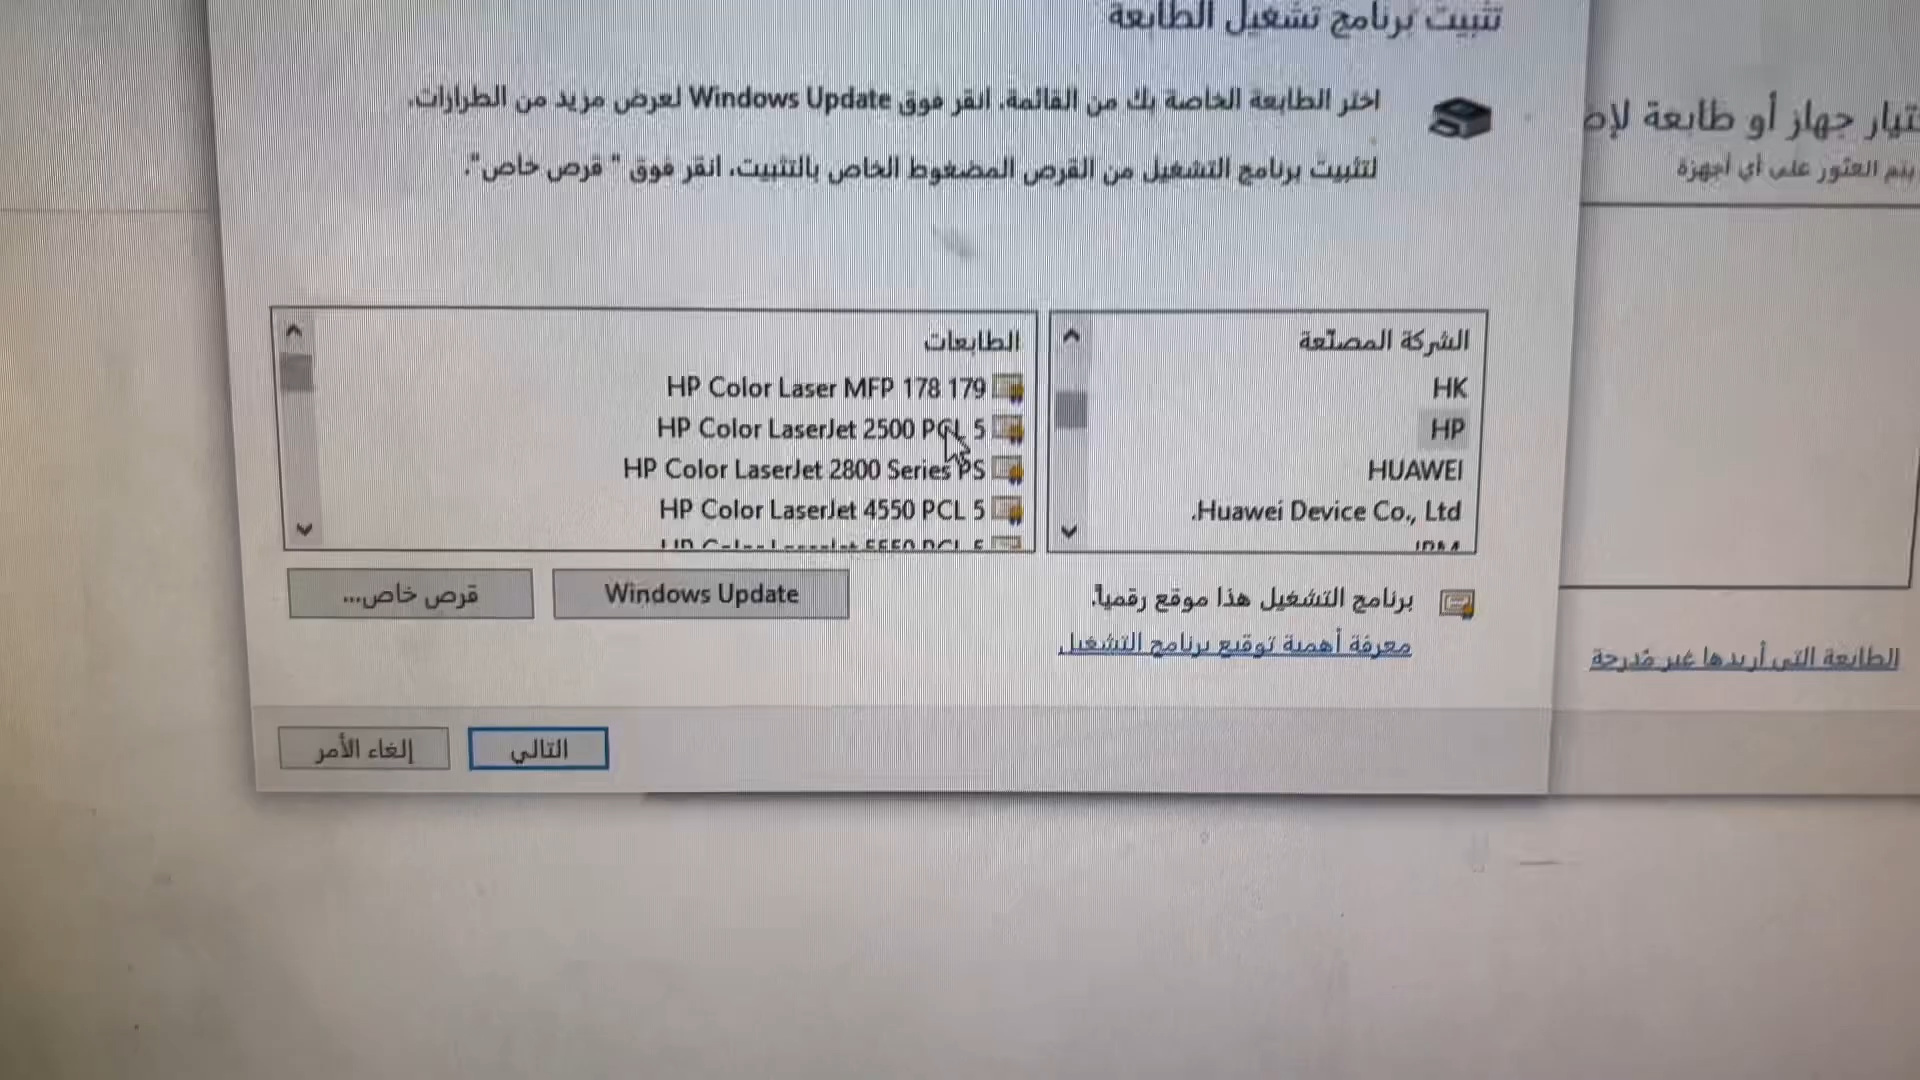 تثبيت برنامج تشغيل الطابعة
اختر الطابعة الخاصة بك من القائمة. انقر فوق Windows Update لعرض مزيد من الطرازات.
لتثبيت برنامج التشغيل من القرص المضغوط الخاص بالتثبيت، انقر فوق " قرص خاص".
الشركة المصنّعة
HK
HP
HUAWEI
Huawei Device Co., Ltd.
الطابعات
HP Color Laser MFP 178 179
HP Color LaserJet 2500 PCL 5
HP Color LaserJet 2800 Series PS
HP Color LaserJet 4550 PCL 5
برنامج التشغيل هذا موقع رقمياً.
معرفة أهمية توقيع برنامج التشغيل
Windows Update
قرص خاص...
التالي
إلغاء الأمر
جهاز أو طابعة
العثور على أي أجهزة
الطابعة التي أريدها غير مُدرجة